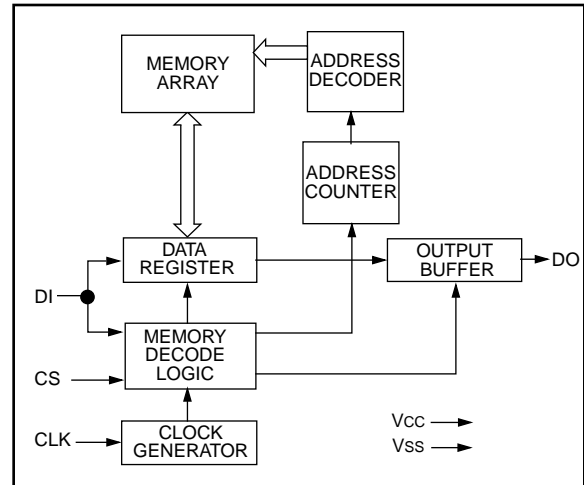 MEMORY
ARRAY
ADDRESS
DECODER
ADDRESS
COUNTER
DATA
REGISTER
OUTPUT
BUFFER
DO
DI
MEMORY
DECODE
LOGIC
CS
CLK
CLOCK
GENERATOR
VCC
VSS